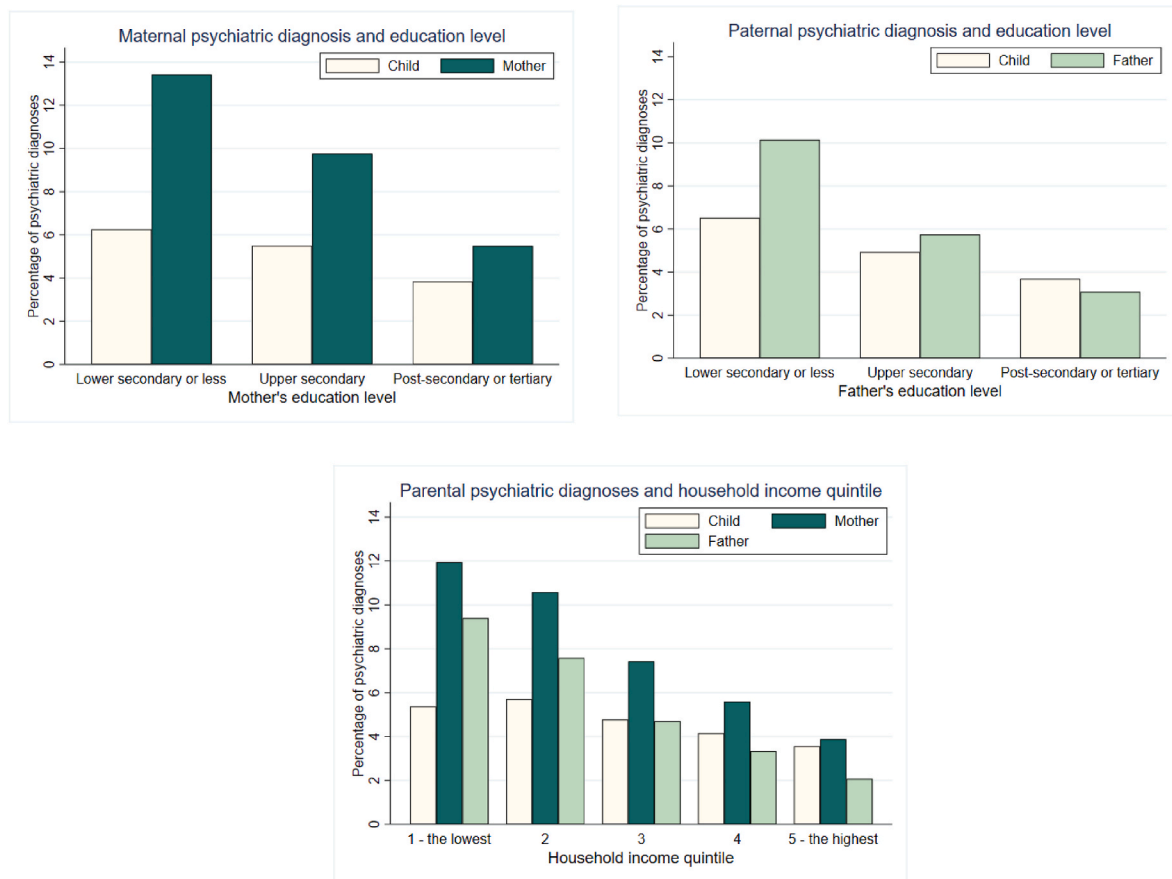 Maternal psychiatric diagnosis and education level
Child Mother
Percentage of psychiatric diagnoses
14
12
10
8
6
4
2
0
Lower secondary or less Upper secondary Post-secondary or tertiary
Mother's education level
Paternal psychiatric diagnosis and education level
Child Father
Percentage of psychiatric diagnoses
14
12
10
8
6
4
2
0
Lower secondary or less Upper secondary Post-secondary or tertiary
Father's education level
Parental psychiatric diagnoses and household income quintile
Child Mother
Father
Percentage of psychiatric diagnoses
14
12
10
8
6
4
2
0
1 - the lowest 2 3 4 5 - the highest
Household income quintile